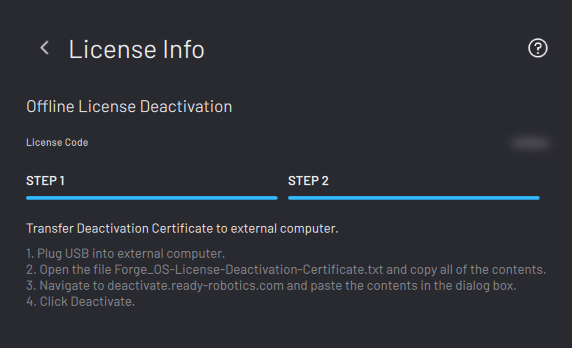 License Info
Offline License Deactivation
License Code
STEP 1
STEP 2
Transfer Deactivation Certificate to external computer.
1. Plug USB into external computer.
2. Open the file Forge_OS-License-Deactivation-Certificate.txt and copy all of the contents.
3. Navigate to deactivate.ready-robotics.com and paste the contents in the dialog box.
4. Click Deactivate.